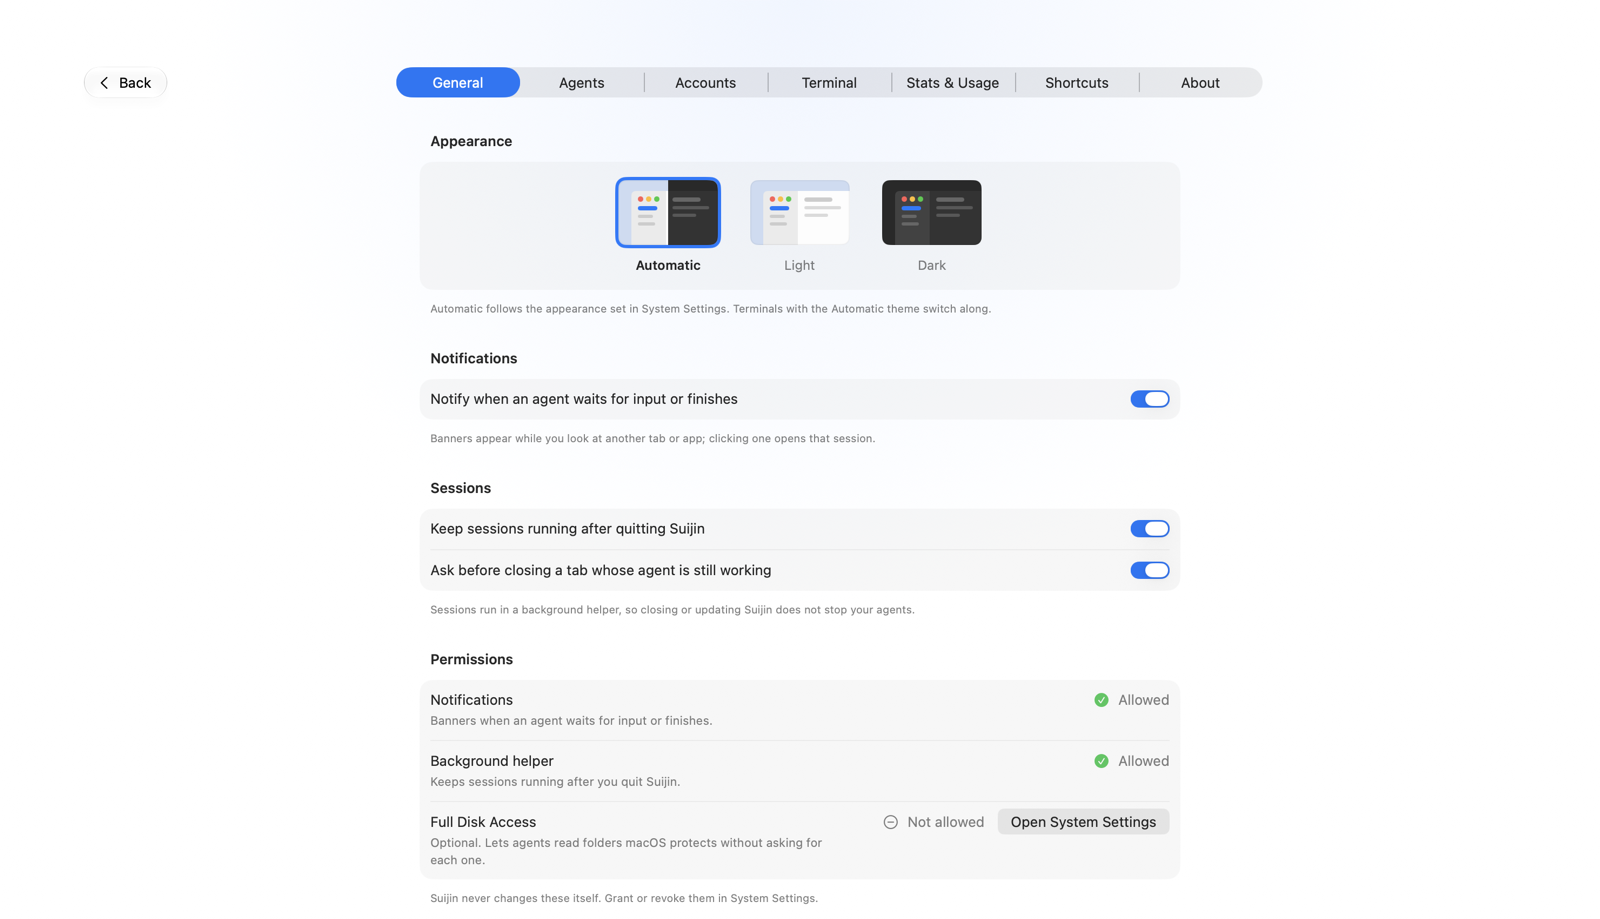 Back
General
Agents
Accounts
Terminal
Stats & Usage
Shortcuts
About
Appearance
Automatic
Light
Dark
Automatic follows the appearance set in System Settings. Terminals with the Automatic theme switch along.
Notifications
Notify when an agent waits for input or finishes
Banners appear while you look at another tab or app; clicking one opens that session.
Sessions
Keep sessions running after quitting Suijin
Ask before closing a tab whose agent is still working
Sessions run in a background helper, so closing or updating Suijin does not stop your agents.
Permissions
Notifications
Allowed
Banners when an agent waits for input or finishes.
Background helper
Allowed
Keeps sessions running after you quit Suijin.
Full Disk Access
Not allowed
Open System Settings
Optional. Lets agents read folders macOS protects without asking for
each one.
Suijin never changes these itself. Grant or revoke them in System Settings.